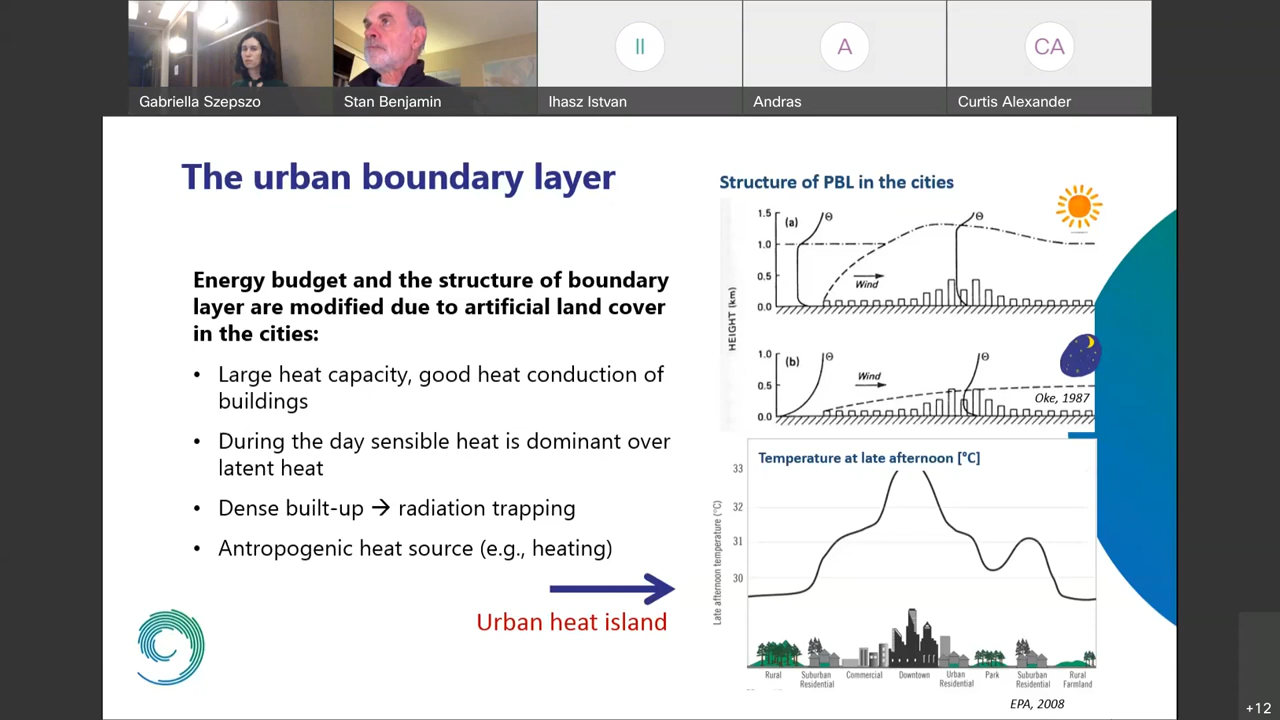 II
A
CA
Gabriella Szepszo
Stan Benjamin
Ihasz Istvan
Andras
Curtis Alexander
The urban boundary layer
Energy budget and the structure of boundary
layer are modified due to artificial land cover
in the cities:
• Large heat capacity, good heat conduction of
buildings
• During the day sensible heat is dominant over
latent heat
• Dense built-up → radiation trapping
• Antropogenic heat source (e.g., heating)
Urban heat island
Structure of PBL in the cities
HEIGHT (km)
1.5
1.0
0.5
0.0
(a)
Θ
Θ
Wind
1.0
0.5
0.0
(b)
Θ
Θ
Wind
Oke, 1987
Temperature at late afternoon [°C]
Late afternoon temperature (°C)
33
32
31
30
Rural
Suburban
Residential
Commercial
Downtown
Urban
Residential
Park
Suburban
Residential
Rural
Farmland
EPA, 2008
+12